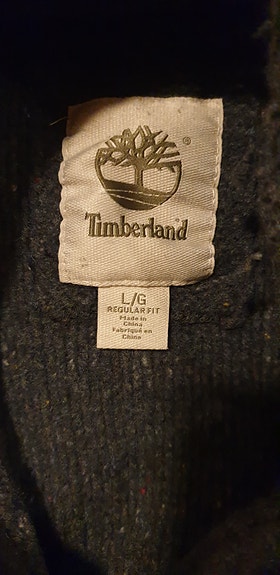 ®
Timberland
L/G
REGULAR FIT
Made in
China
Fabriqué en
Chine